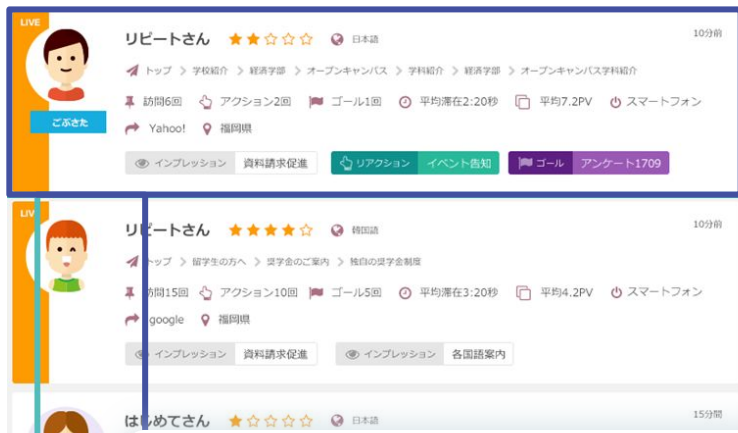 LIVE
リピートさん 日本語 10分前
トップ > 学校紹介 > 経済学部 > オープンキャンパス > 学科紹介 > 経済学部 > オープンキャンパス学科紹介
訪問6回 アクション2回 ゴール1回 平均滞在2:20秒 平均7.2PV スマートフォン
ごぶさた
Yahoo! 福岡県
インプレッション 資料請求促進 リアクション イベント告知 ゴール アンケート1709
LIVE
リピートさん 韓国語 10分前
トップ > 留学生の方へ > 奨学金のご案内 > 独自の奨学金制度
訪問15回 アクション10回 ゴール5回 平均滞在3:20秒 平均4.2PV スマートフォン
google 福岡県
インプレッション 資料請求促進 インプレッション 各国語案内
はじめてさん 日本語 15分間